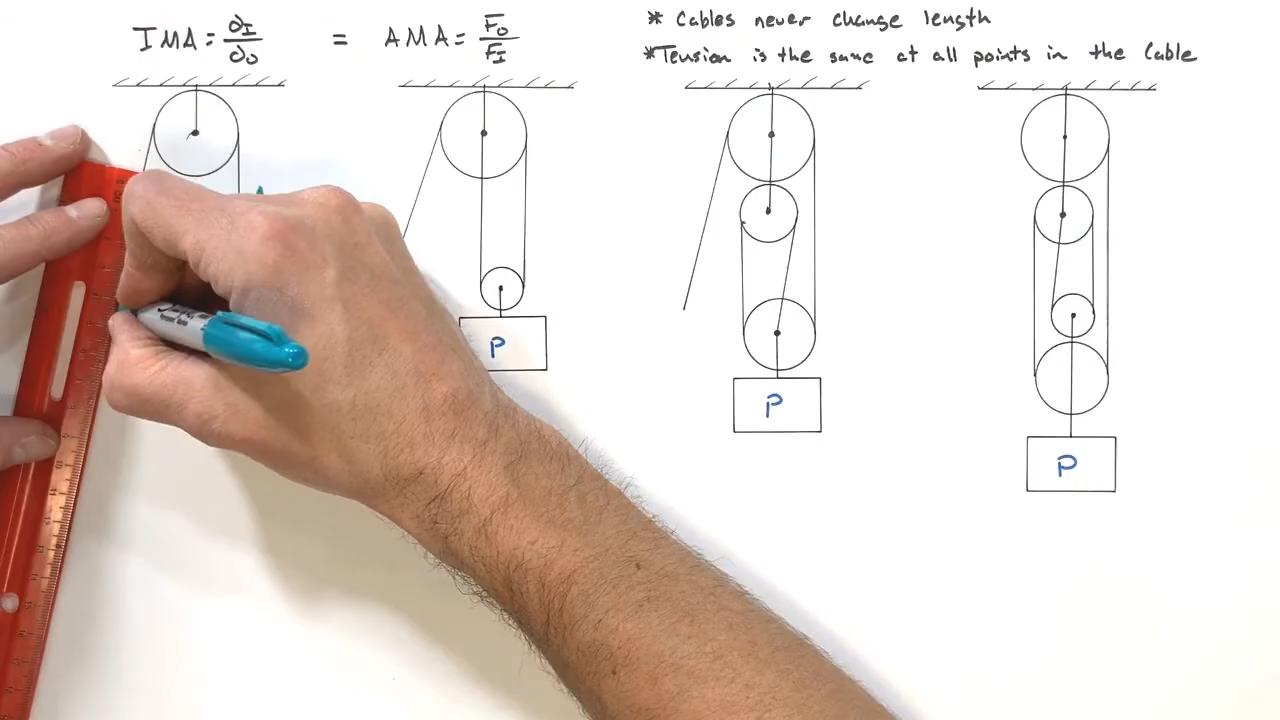 IMA = dI/dO = AMA = FO/FI
* Cables never change length
*Tension is the same at all points in the Cable
P
P
P